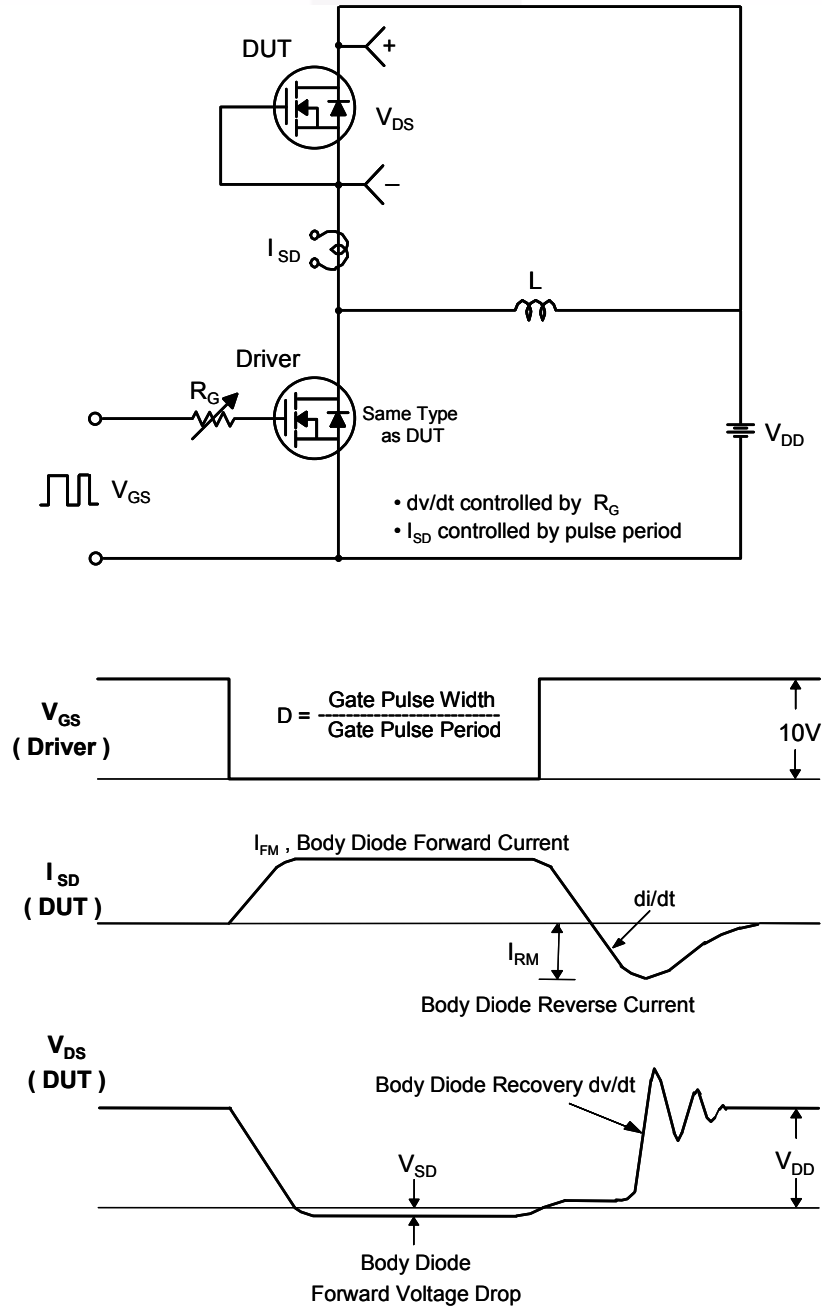 DUT
+
V_DS
–
I_SD
L
Driver
R_G
Same Type
as DUT
V_DD
V_GS
• dv/dt controlled by R_G
• I_SD controlled by pulse period
V_GS
( Driver )
D = Gate Pulse Width
Gate Pulse Period
10V
I_FM , Body Diode Forward Current
I_SD
( DUT )
di/dt
I_RM
Body Diode Reverse Current
V_DS
( DUT )
Body Diode Recovery dv/dt
V_SD
V_DD
Body Diode
Forward Voltage Drop